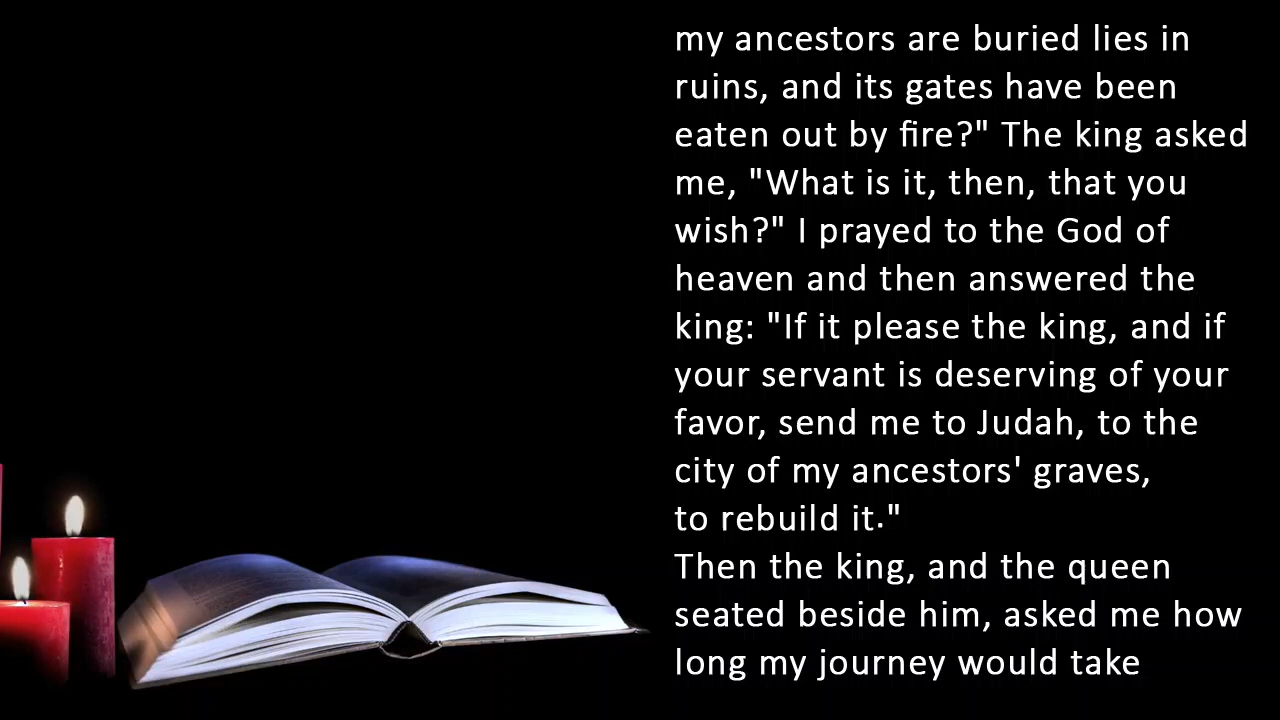 my ancestors are buried lies in
ruins, and its gates have been
eaten out by fire?" The king asked
me, "What is it, then, that you
wish?" I prayed to the God of
heaven and then answered the
king: "If it please the king, and if
your servant is deserving of your
favor, send me to Judah, to the
city of my ancestors' graves,
to rebuild it."
Then the king, and the queen
seated beside him, asked me how
long my journey would take